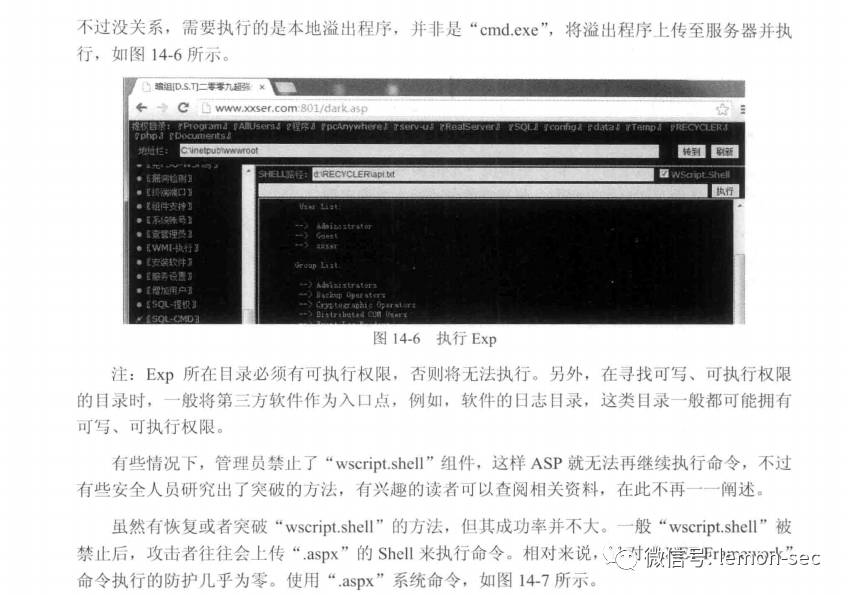 不过没关系，需要执行的是本地溢出程序，并非是“cmd.exe”，将溢出程序上传至服务器并执
行，如图 14-6 所示。
www.xxser.com:801/dark.asp
『Program』 『AllUsers』 『程序』 『pcAnywhere』 『serv-u』 『RealServer』 『SQL』 『config』 『data』 『Temp』 『RECYCLER』
『php』 『Documents』
地址栏： C:\inetpub\wwwroot 转到 刷新
SHELL路径： d:\RECYCLER\api.txt WScript.Shell
执行
『终端端口』
『组件支持』
『系统账号』
『查管理员』
『WMI-执行』
『安装软件』
『服务设置』
『增加用户』
『SQL-提权』
『SQL-CMD』
User List:
--> Administrator
--> Guest
--> xxser
Group List:
--> Administrators
--> Backup Operators
--> Cryptographic Operators
--> Distributed COM Users
图 14-6 执行 Exp
注：Exp 所在目录必须有可执行权限，否则将无法执行。另外，在寻找可写、可执行权限
的目录时，一般将第三方软件作为入口点，例如，软件的日志目录，这类目录一般都可能拥有
可写、可执行权限。
有些情况下，管理员禁止了“wscript.shell”组件，这样 ASP 就无法再继续执行命令，不过
有些安全人员研究出了突破的方法，有兴趣的读者可以查阅相关资料，在此不再一一阐述。
虽然有恢复或者突破“wscript.shell”的方法，但其成功率并不大。一般“wscript.shell”被
禁止后，攻击者往往会上传“.aspx”的 Shell 来执行命令。相对来说，
微信号: lemon-sec
命令执行的防护几乎为零。使用“.aspx”系统命令，如图 14-7 所示。